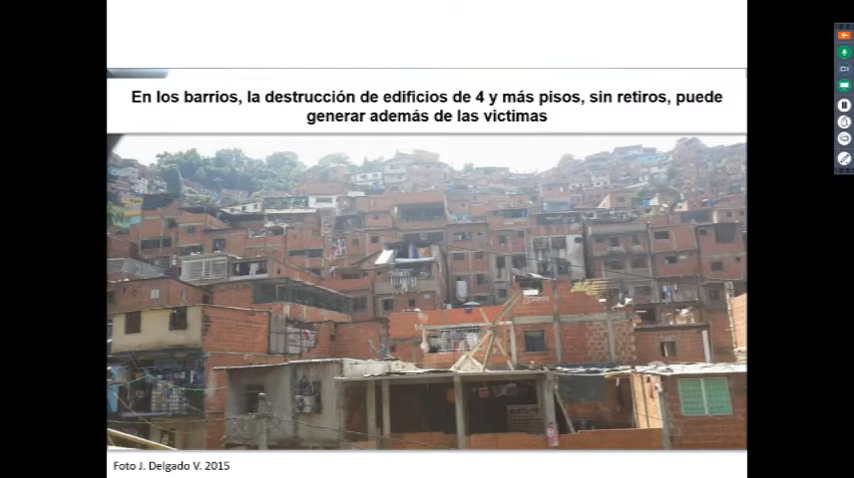 En los barrios, la destrucción de edificios de 4 y más pisos, sin retiros, puede
generar además de las victimas
Foto J. Delgado V. 2015